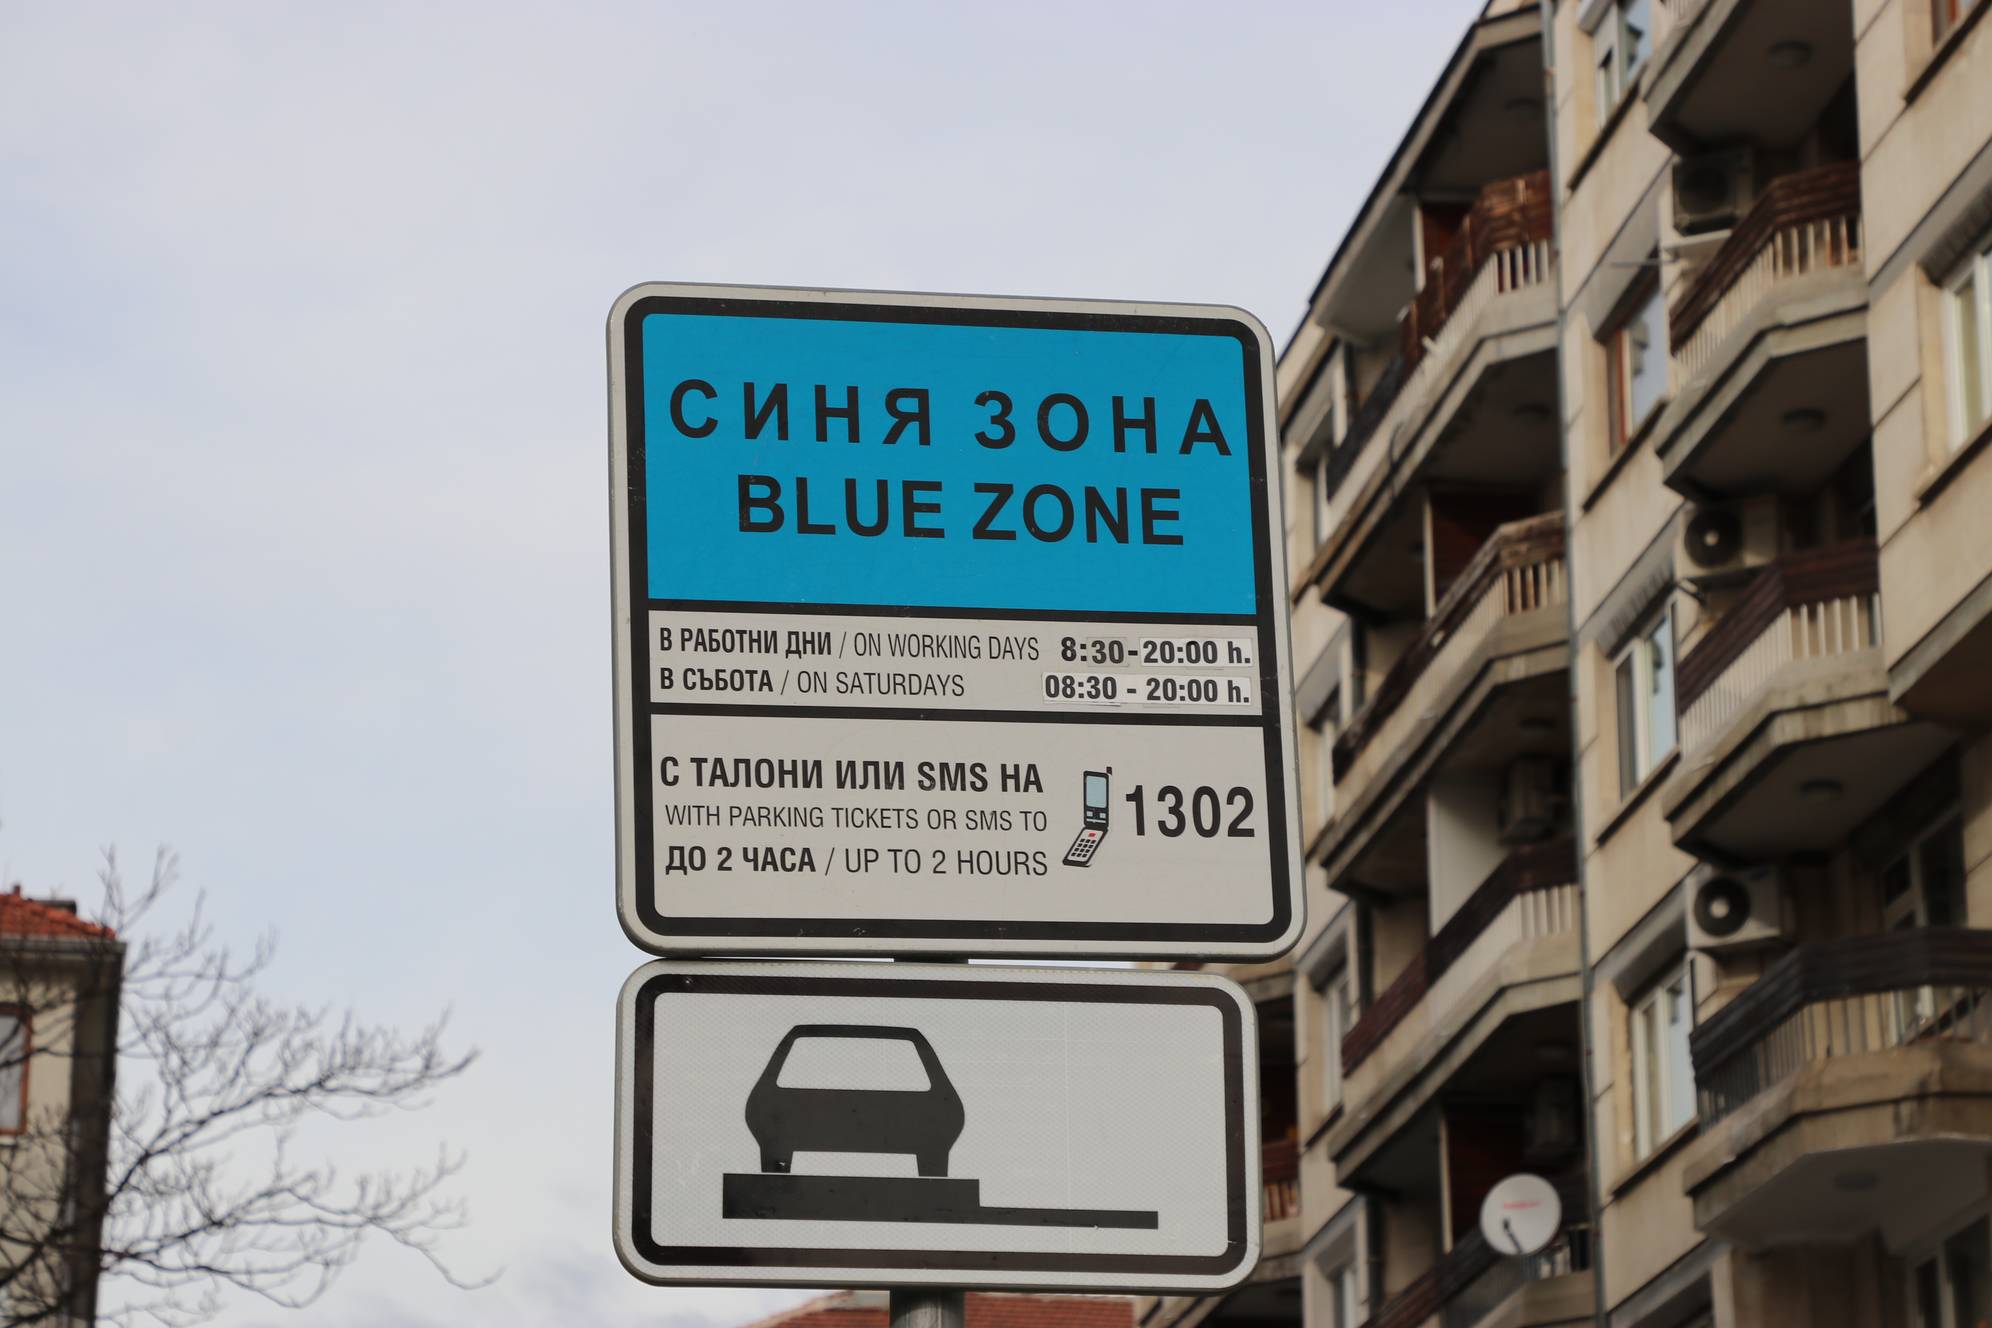 СИНЯ ЗОНА
BLUE ZONE
В РАБОТНИ ДНИ / ON WORKING DAYS 8:30-20:00 h.
В СЪБОТА / ON SATURDAYS 08:30 - 20:00 h.
С ТАЛОНИ ИЛИ SMS НА
WITH PARKING TICKETS OR SMS TO 1302
ДО 2 ЧАСА / UP TO 2 HOURS